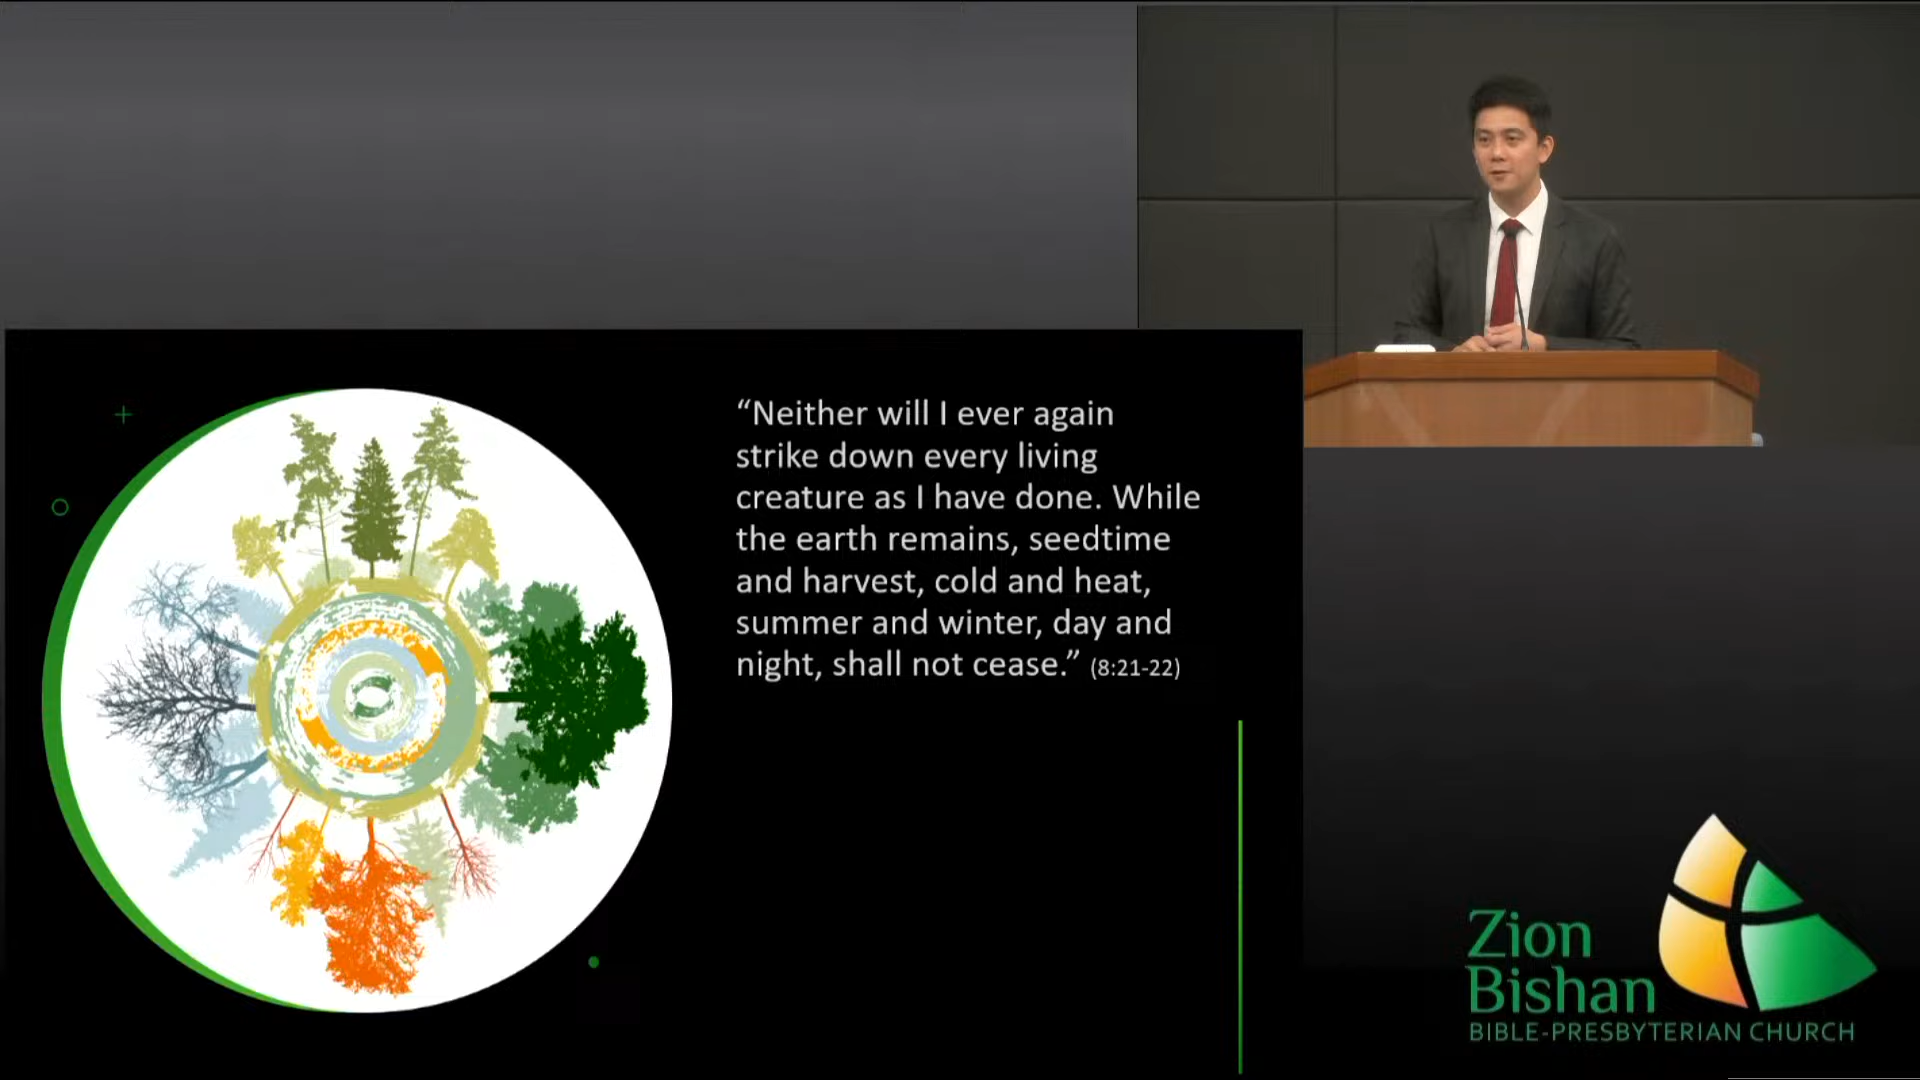 “Neither will I ever again
strike down every living
creature as I have done. While
the earth remains, seedtime
and harvest, cold and heat,
summer and winter, day and
night, shall not cease.” (8:21-22)
Zion
Bishan
BIBLE-PRESBYTERIAN CHURCH